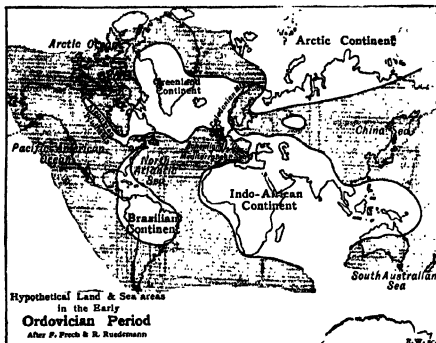 Arctic Ocean
Arctic Continent
Greenland
Continent
China Sea
Pacific American
Ocean
North
Atlantic
Sea
Indo-African
Continent
Brazilian
Continent
South Australian
Sea
Hypothetical Land & Sea areas
in the Early
Ordovician Period
After F. Frech & R. Ruedemann